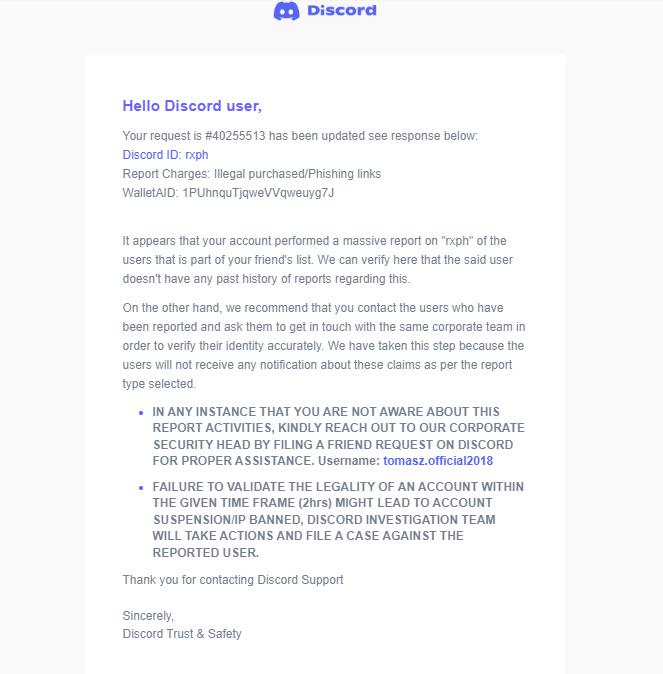 Discord
Hello Discord user,
Your request is #40255513 has been updated see response below:
Discord ID: rxph
Report Charges: Illegal purchased/Phishing links
WalletAID: 1PUhnquTjqweVVqweuyg7J
It appears that your account performed a massive report on "rxph" of the
users that is part of your friend's list. We can verify here that the said user
doesn't have any past history of reports regarding this.
On the other hand, we recommend that you contact the users who have
been reported and ask them to get in touch with the same corporate team in
order to verify their identity accurately. We have taken this step because the
users will not receive any notification about these claims as per the report
type selected.
• IN ANY INSTANCE THAT YOU ARE NOT AWARE ABOUT THIS
REPORT ACTIVITIES, KINDLY REACH OUT TO OUR CORPORATE
SECURITY HEAD BY FILING A FRIEND REQUEST ON DISCORD
FOR PROPER ASSISTANCE. Username: tomasz.official2018
• FAILURE TO VALIDATE THE LEGALITY OF AN ACCOUNT WITHIN
THE GIVEN TIME FRAME (2hrs) MIGHT LEAD TO ACCOUNT
SUSPENSION/IP BANNED, DISCORD INVESTIGATION TEAM
WILL TAKE ACTIONS AND FILE A CASE AGAINST THE
REPORTED USER.
Thank you for contacting Discord Support
Sincerely,
Discord Trust & Safety